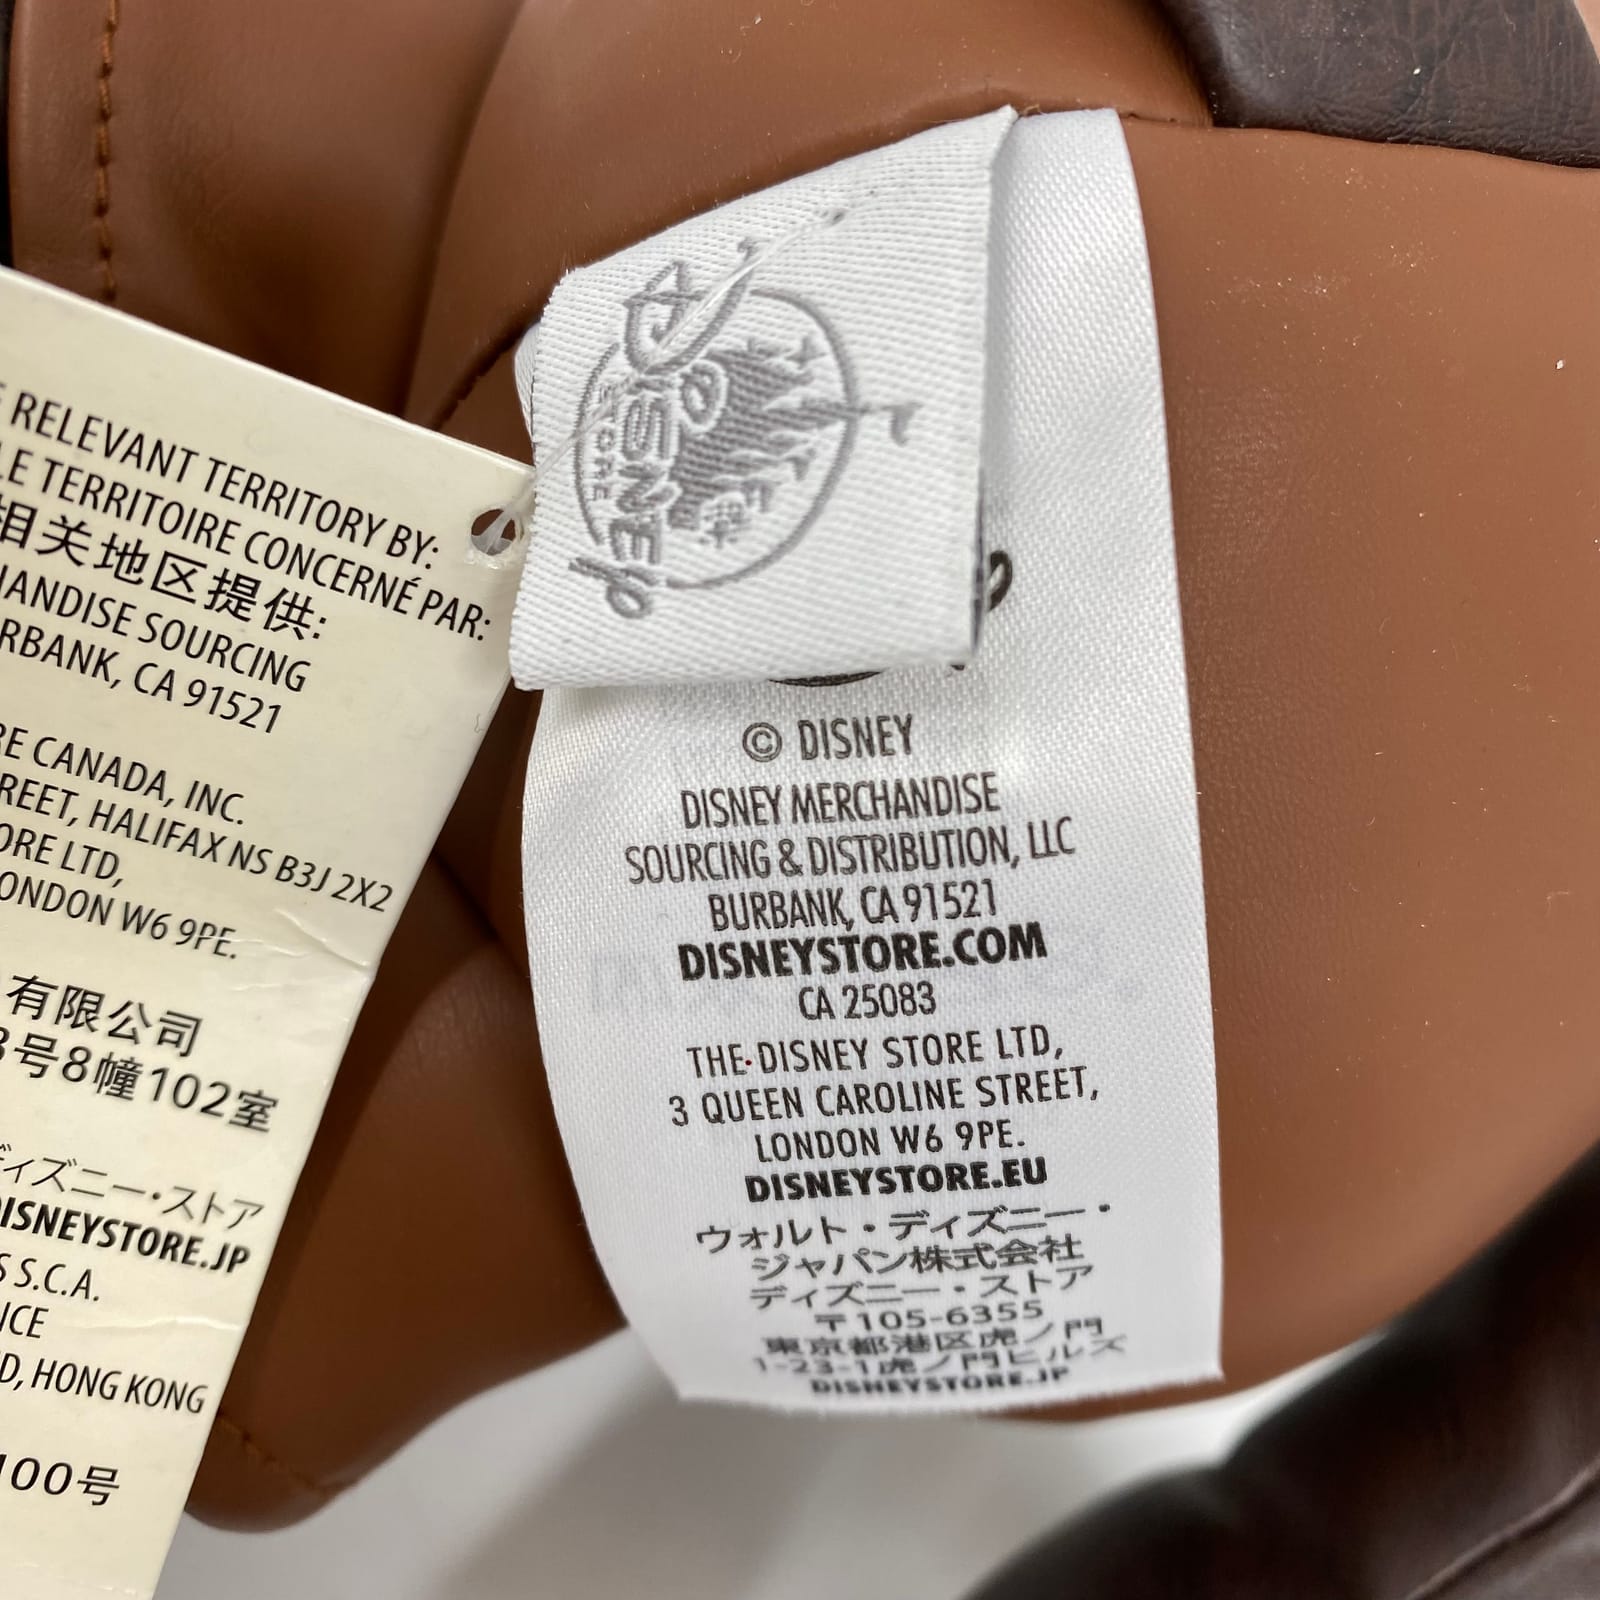 E RELEVANT TERRITORY BY:
LE TERRITOIRE CONCERNÉ PAR:
相关地区提供:
HANDISE SOURCING
RBANK, CA 91521
RE CANADA, INC.
REET, HALIFAX NS B3J 2X2
ORE LTD,
ONDON W6 9PE.
有限公司
3号8幢102室
ディズニー・ストア
DISNEYSTORE.JP
S S.C.A.
NCE
D, HONG KONG
100号
DISNEY
STORE
© DISNEY
DISNEY MERCHANDISE
SOURCING & DISTRIBUTION, LLC
BURBANK, CA 91521
DISNEYSTORE.COM
CA 25083
THE DISNEY STORE LTD,
3 QUEEN CAROLINE STREET,
LONDON W6 9PE.
DISNEYSTORE.EU
ウォルト・ディズニー・
ジャパン株式会社
ディズニー・ストア
〒105-6355
東京都港区虎ノ門
1-23-1虎ノ門ヒルズ
DISNEYSTORE.JP